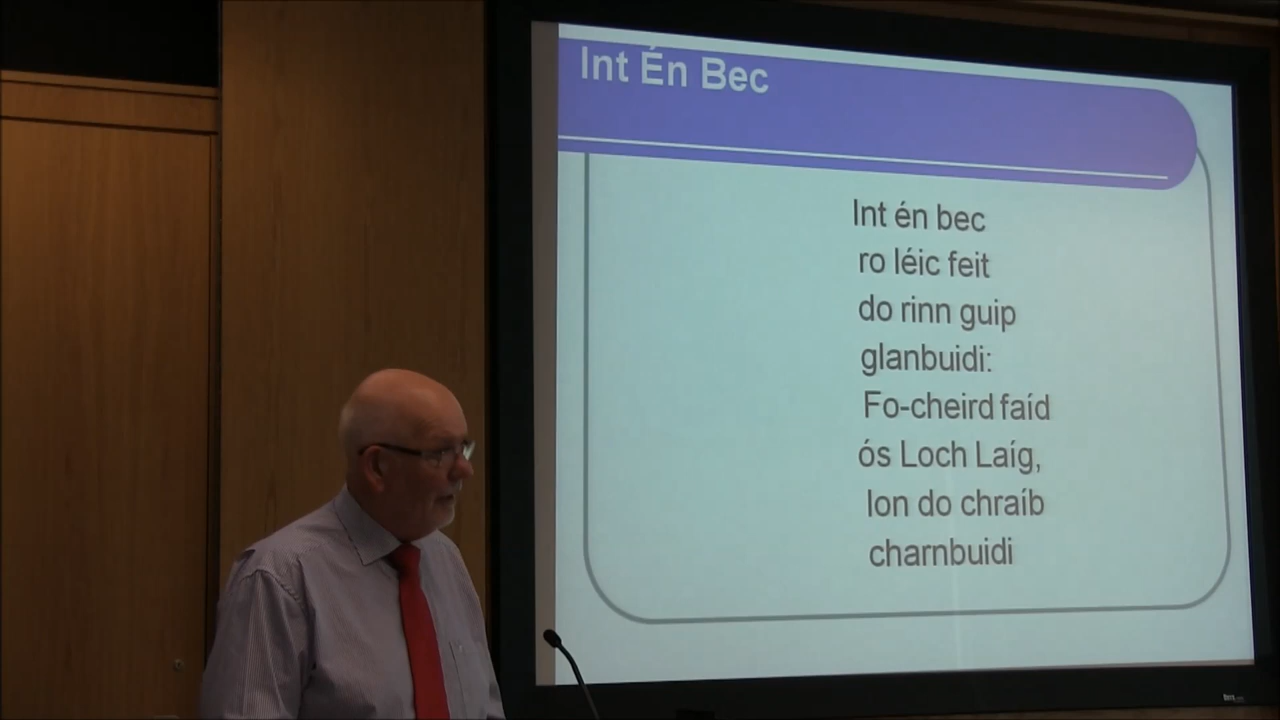 Int Én Bec
Int én bec
ro léic feit
do rinn guip
glanbuidi:
Fo-cheird faíd
ós Loch Laíg,
lon do chraíb
charnbuidi